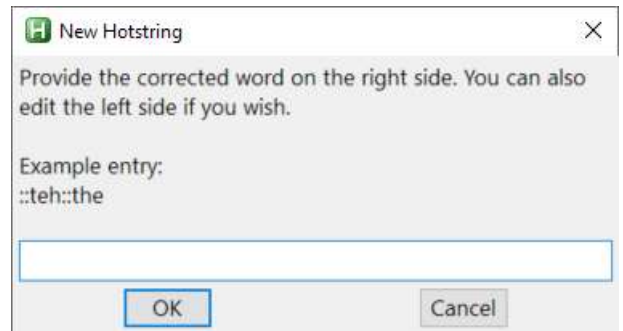 New Hotstring
Provide the corrected word on the right side. You can also
edit the left side if you wish.
Example entry:
::teh::the
OK
Cancel